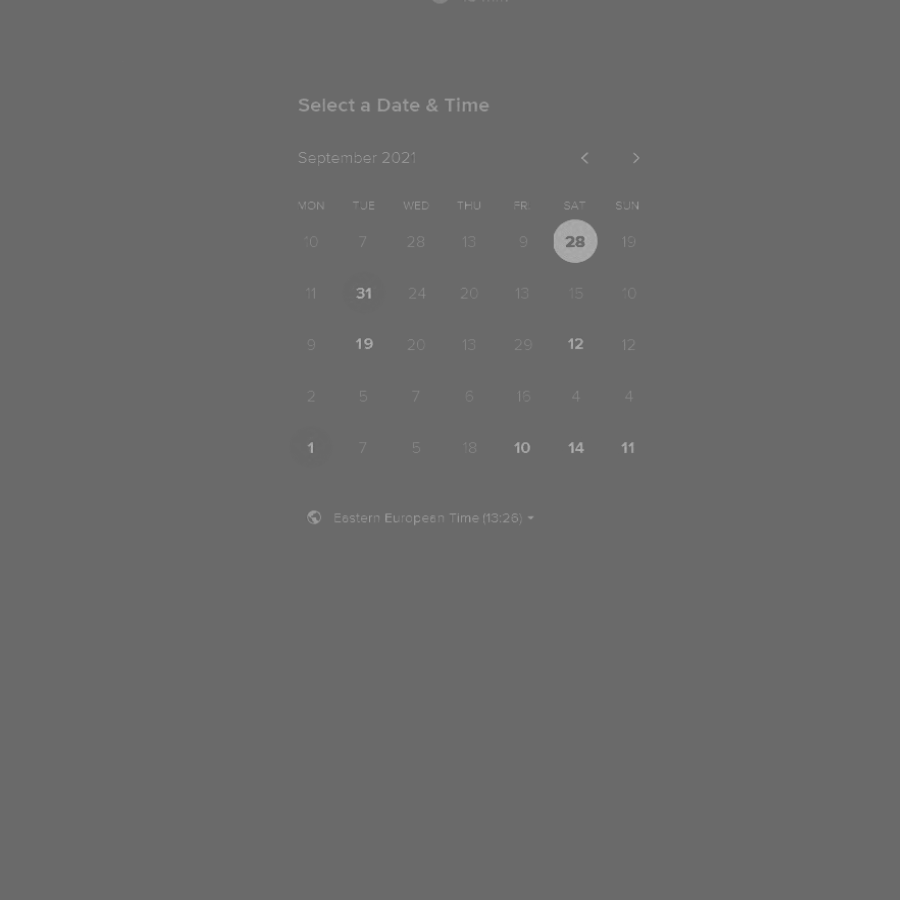 Select a Date & Time
September 2021
MON TUE WED THU FRI SAT SUN
10 7 28 13 9 28 19
11 31 24 20 13 15 10
9 19 20 13 29 12 12
2 5 7 6 15 4 4
1 7 5 18 10 14 11
Eastern European Time (13:26)